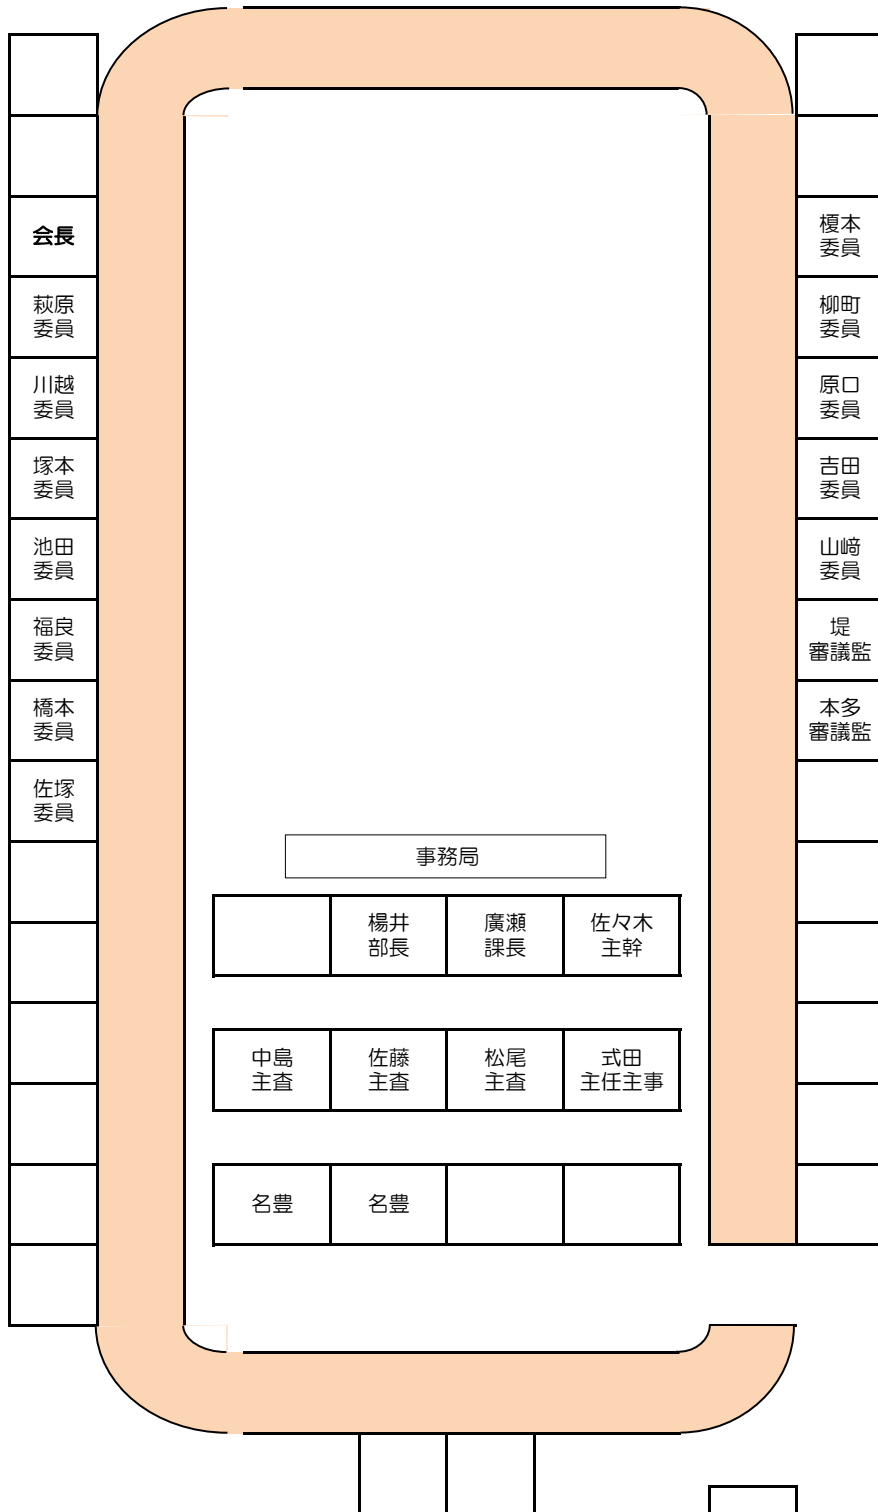 会長
萩原
委員
川越
委員
塚本
委員
池田
委員
福良
委員
橋本
委員
佐塚
委員
榎本
委員
柳町
委員
原口
委員
吉田
委員
山﨑
委員
堤
審議監
本多
審議監
事務局
楊井
部長
廣瀬
課長
佐々木
主幹
中島
主査
佐藤
主査
松尾
主査
式田
主任主事
名豊
名豊